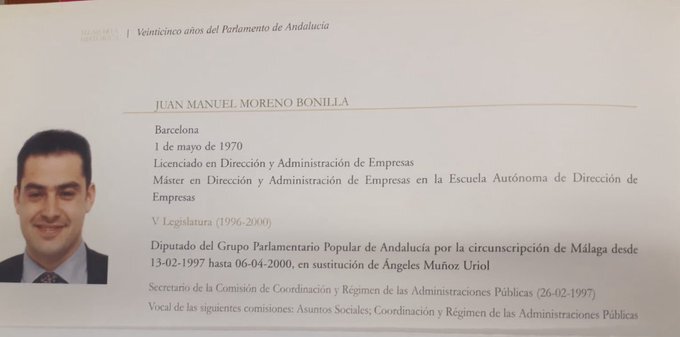 Veinticinco años del Parlamento de Andalucía
JUAN MANUEL MORENO BONILLA
Barcelona
1 de mayo de 1970
Licenciado en Dirección y Administración de Empresas
Máster en Dirección y Administración de Empresas en la Escuela Autónoma de Dirección de
Empresas
V Legislatura (1996-2000)
Diputado del Grupo Parlamentario Popular de Andalucía por la circunscripción de Málaga desde
13-02-1997 hasta 06-04-2000, en sustitución de Ángeles Muñoz Uriol
Secretario de la Comisión de Coordinación y Régimen de las Administraciones Públicas (26-02-1997)
Vocal de las siguientes comisiones: Asuntos Sociales; Coordinación y Régimen de las Administraciones Públicas